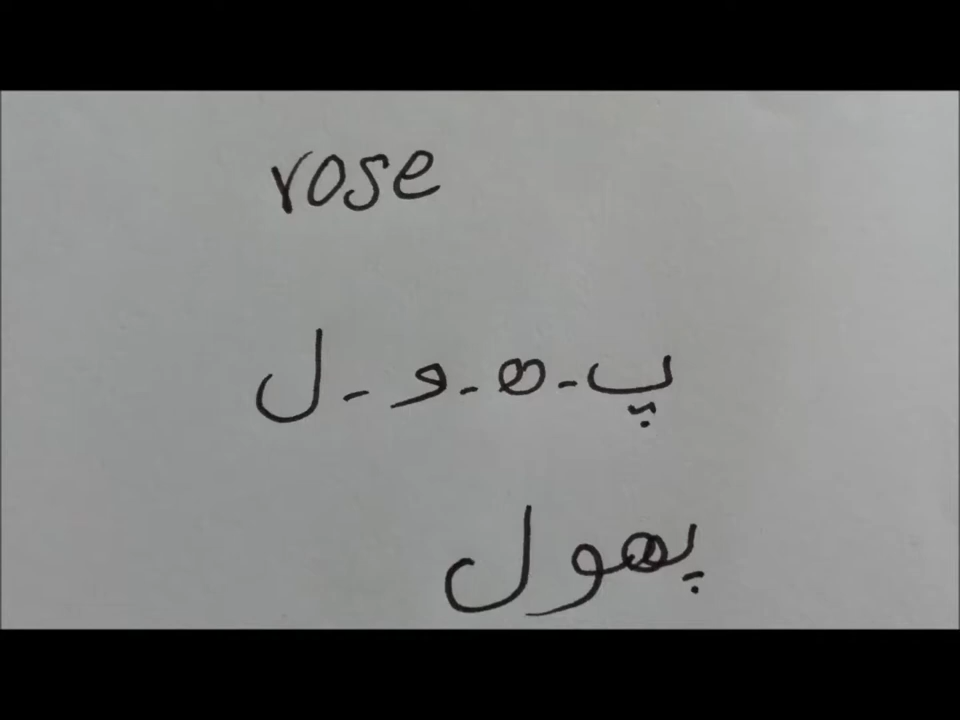 rose
پ - ھ - و - ل
پھول